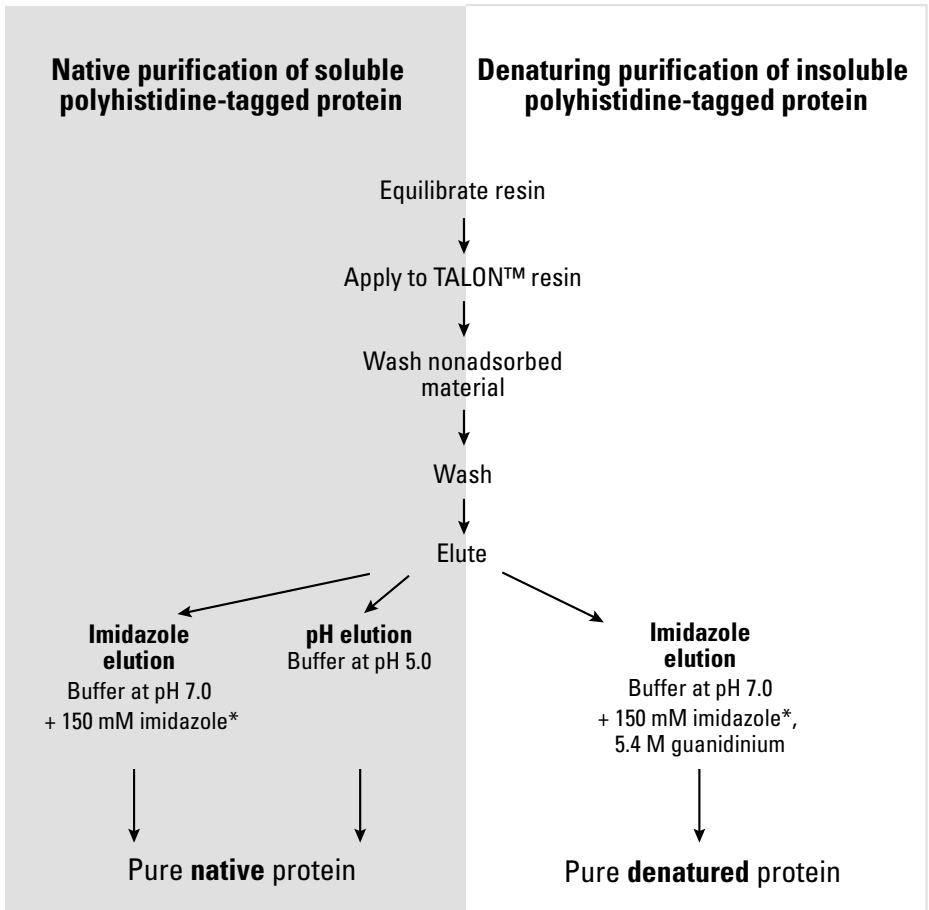 Native purification of soluble
polyhistidine-tagged protein
Denaturing purification of insoluble
polyhistidine-tagged protein
Equilibrate resin
Apply to TALON™ resin
Wash nonadsorbed
material
Wash
Elute
Imidazole
elution
Buffer at pH 7.0
+ 150 mM imidazole*
pH elution
Buffer at pH 5.0
Imidazole
elution
Buffer at pH 7.0
+ 150 mM imidazole*,
5.4 M guanidinium
Pure native protein
Pure denatured protein